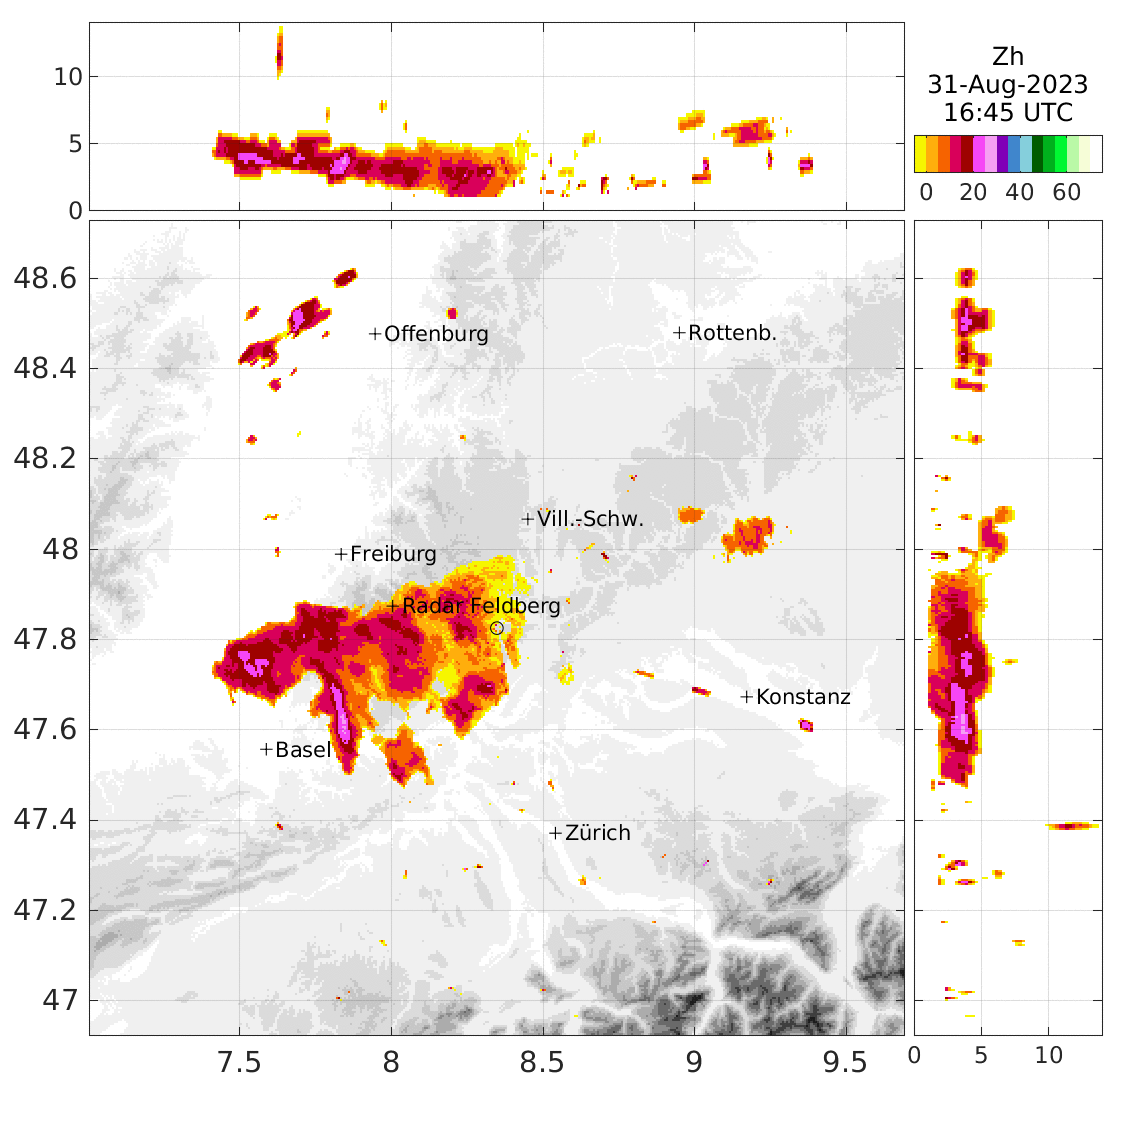 Zh
31-Aug-2023
16:45 UTC
10
5
0
0 20 40 60
48.6
48.4
48.2
48
47.8
47.6
47.4
47.2
47
+Offenburg
+Rottenb.
+Vill.-Schw.
+Freiburg
+Radar Feldberg
+Konstanz
+Basel
+Zürich
7.5 8 8.5 9 9.5
0 5 10